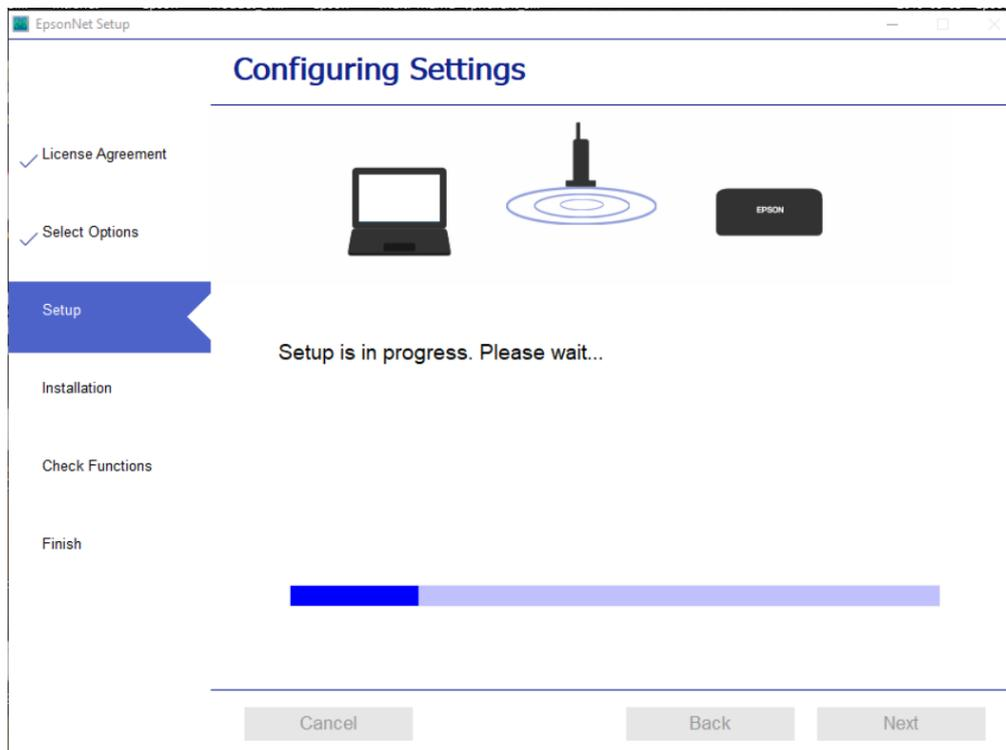 EpsonNet Setup
Configuring Settings
License Agreement
Select Options
Setup
Installation
Check Functions
Finish
EPSON
Setup is in progress. Please wait...
Cancel
Back
Next